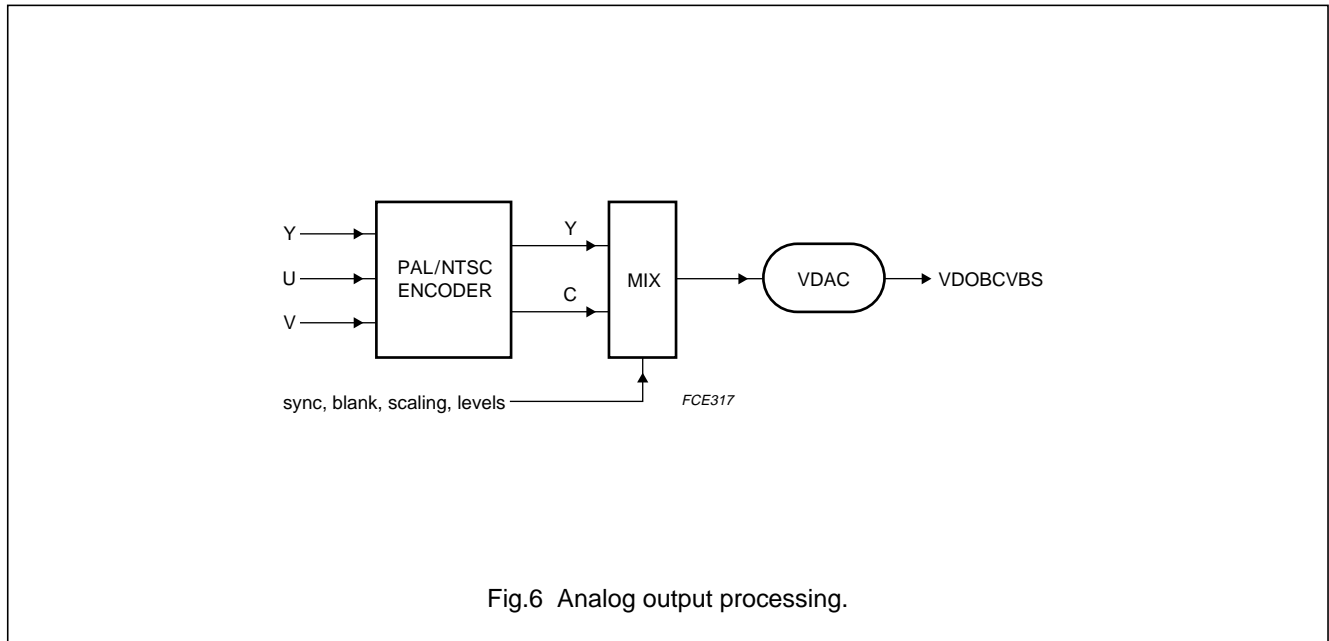 Y
U
V
PAL/NTSC
ENCODER
Y
C
MIX
VDAC
VDOBCVBS
sync, blank, scaling, levels
FCE317
Fig.6 Analog output processing.